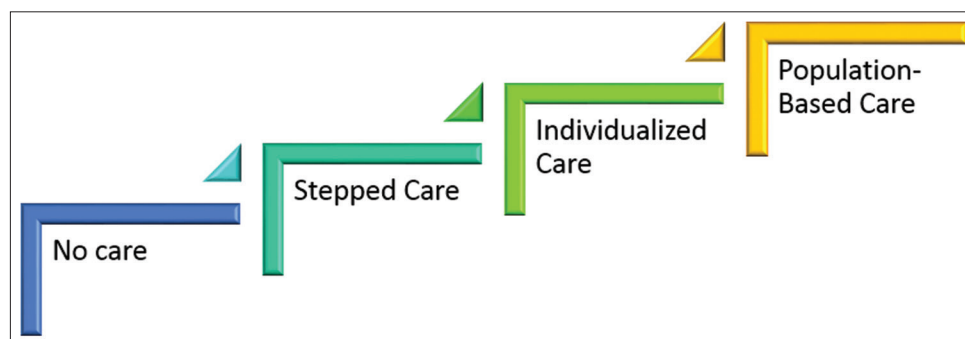 No care
Stepped Care
Individualized
Care
Population-
Based Care